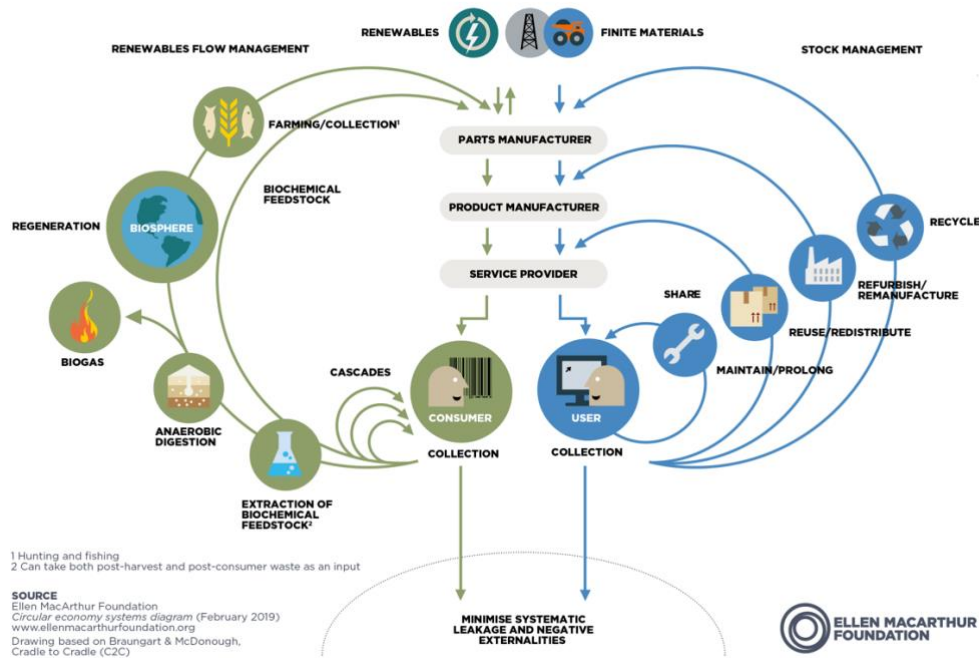 RENEWABLES
FINITE MATERIALS
RENEWABLES FLOW MANAGEMENT
STOCK MANAGEMENT
FARMING/COLLECTION¹
PARTS MANUFACTURER
BIOCHEMICAL
FEEDSTOCK
PRODUCT MANUFACTURER
REGENERATION
BIOSPHERE
RECYCLE
SERVICE PROVIDER
SHARE
REFURBISH/
REMANUFACTURE
REUSE/REDISTRIBUTE
BIOGAS
MAINTAIN/PROLONG
CASCADES
CONSUMER
USER
ANAEROBIC
DIGESTION
COLLECTION
COLLECTION
EXTRACTION OF
BIOCHEMICAL
FEEDSTOCK²
1 Hunting and fishing
2 Can take both post-harvest and post-consumer waste as an input
SOURCE
Ellen MacArthur Foundation
Circular economy systems diagram (February 2019)
www.ellenmacarthurfoundation.org
Drawing based on Braungart & McDonough,
Cradle to Cradle (C2C)
MINIMISE SYSTEMATIC
LEAKAGE AND NEGATIVE
EXTERNALITIES
ELLEN MACARTHUR
FOUNDATION